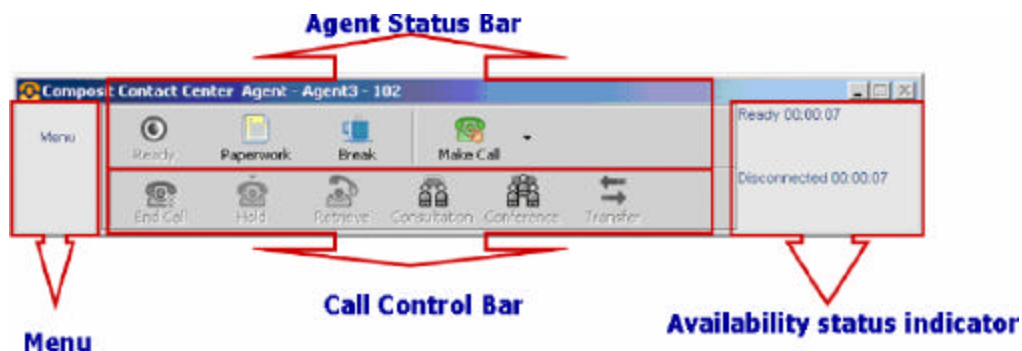 Agent Status Bar
Composit Contact Center Agent - Agent3 - 102
Menu
Ready
Paperwork
Break
Make Call
Ready 00:00:07
End Call
Hold
Retrieve
Consultation
Conference
Transfer
Disconnected 00:00:07
Call Control Bar
Availability status indicator
Menu